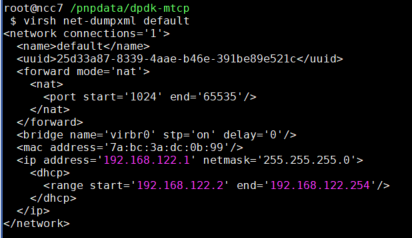 root@ncc7 /pnpdata/dpdk-mtcp
$ virsh net-dumpxml default
<network connections='1'>
<name>default</name>
<uuid>25d33a87-8339-4aae-b46e-391be89e521c</uuid>
<forward mode='nat'>
<nat>
<port start='1024' end='65535'/>
</nat>
</forward>
<bridge name='virbr0' stp='on' delay='0'/>
<mac address='7a:bc:3a:dc:0b:99'/>
<ip address='192.168.122.1' netmask='255.255.255.0'>
<dhcp>
<range start='192.168.122.2' end='192.168.122.254'/>
</dhcp>
</ip>
</network>